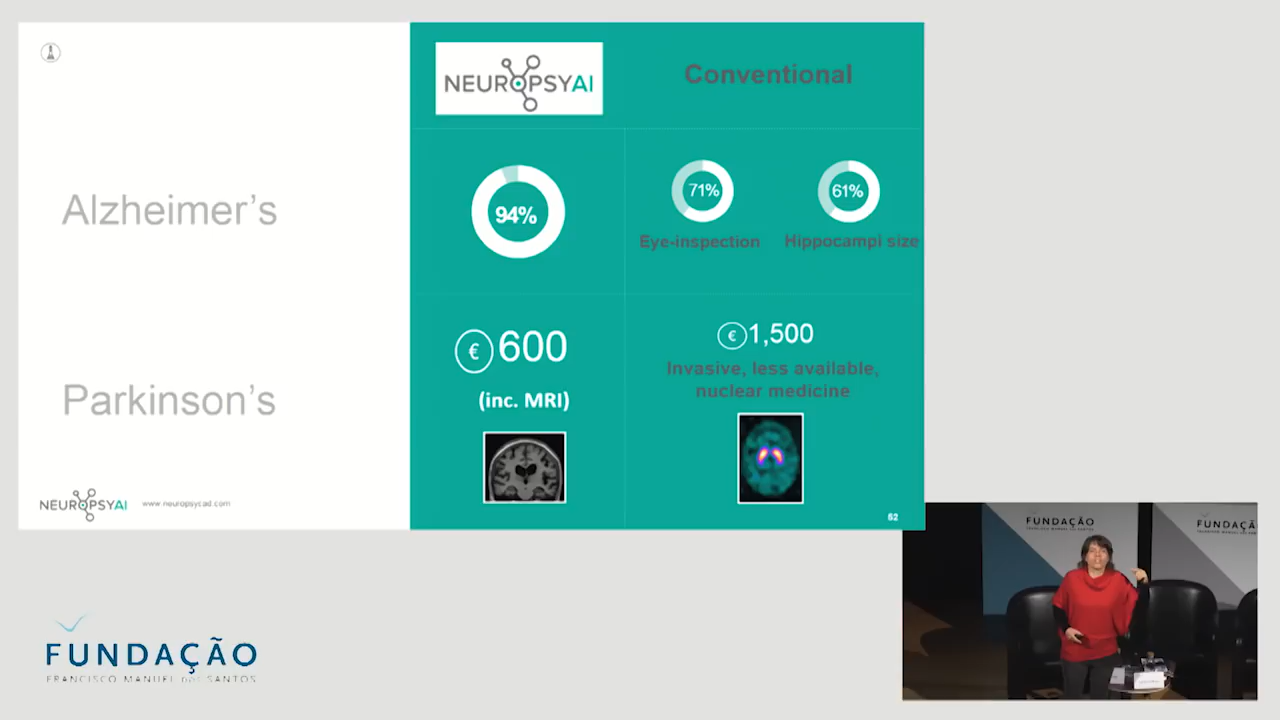 NEUROPSYAI
Conventional
Alzheimer's
94%
71%
61%
Eye-inspection
Hippocampi size
Parkinson's
€ 600
(inc. MRI)
€ 1,500
Invasive, less available,
nuclear medicine
NEUROPSYAI
www.neuropsycad.com
62
FUNDAÇÃO
FRANCISCO MANUEL DOS SANTOS
FUNDAÇÃO
FUNDAÇÃ